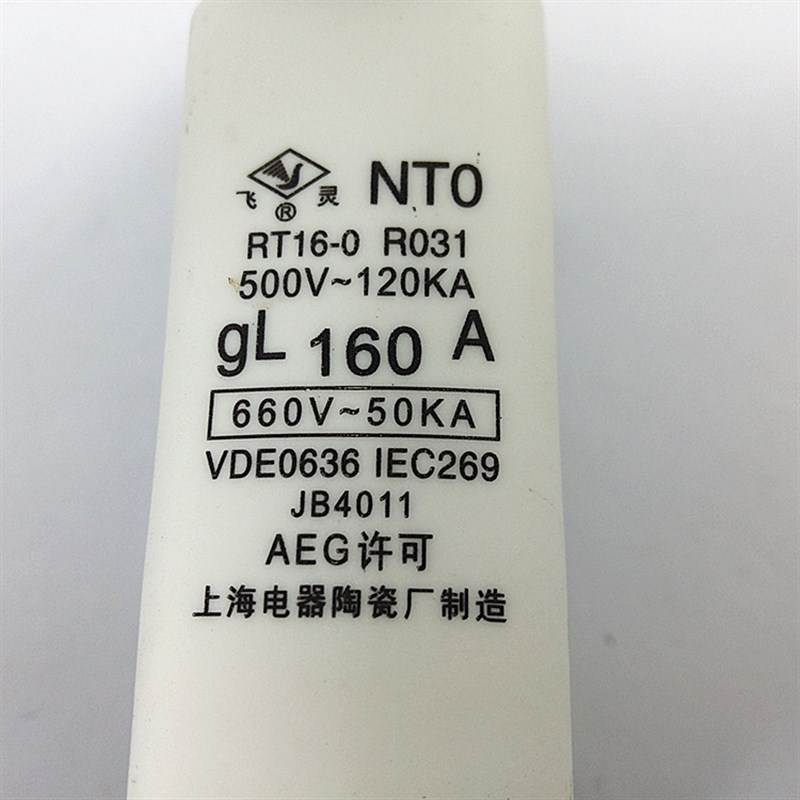 飞®灵 NT0
RT16-0 R031
500V~120KA
gL 160 A
660V~50KA
VDE0636 IEC269
JB4011
AEG许可
上海电器陶瓷厂制造